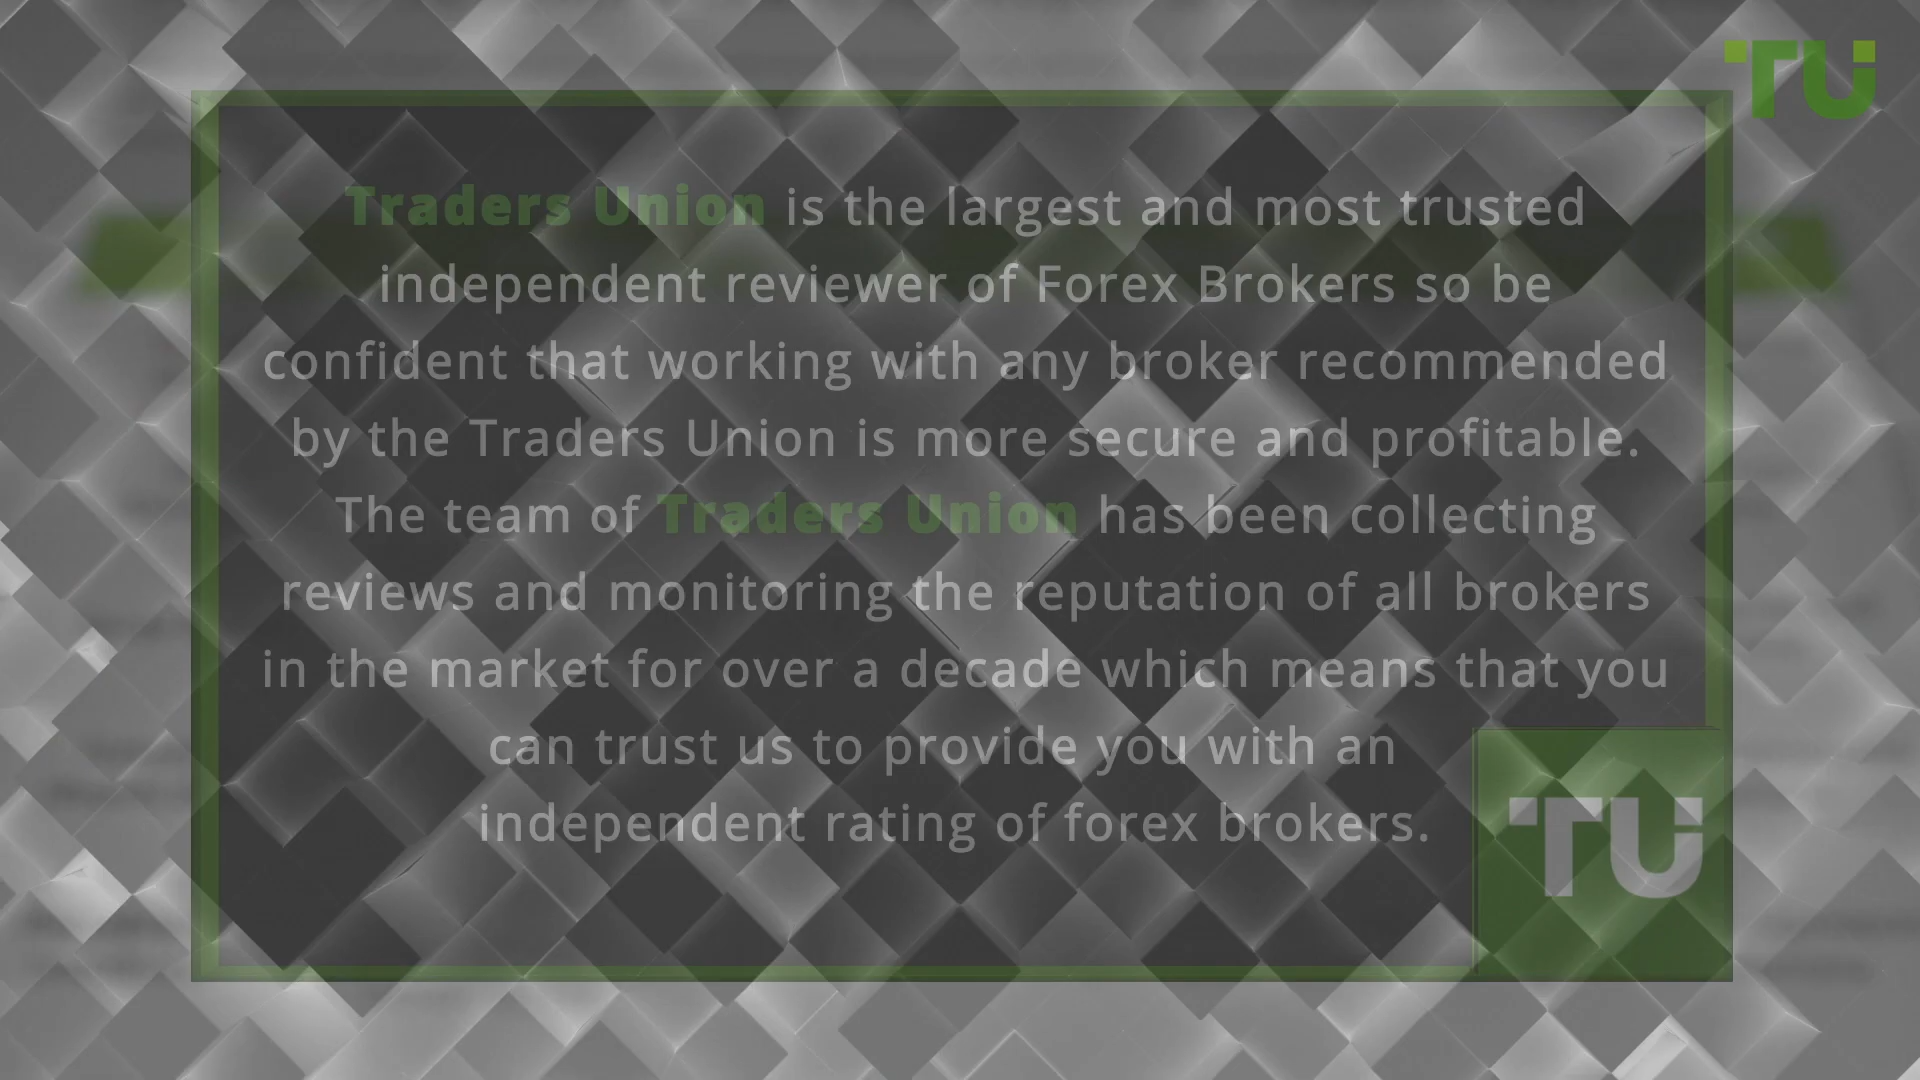 TU
Traders Union is the largest and most trusted
independent reviewer of Forex Brokers so be
confident that working with any broker recommended
by the Traders Union is more secure and profitable.
The team of Traders Union has been collecting
reviews and monitoring the reputation of all brokers
in the market for over a decade which means that you
can trust us to provide you with an
independent rating of forex brokers.
TU